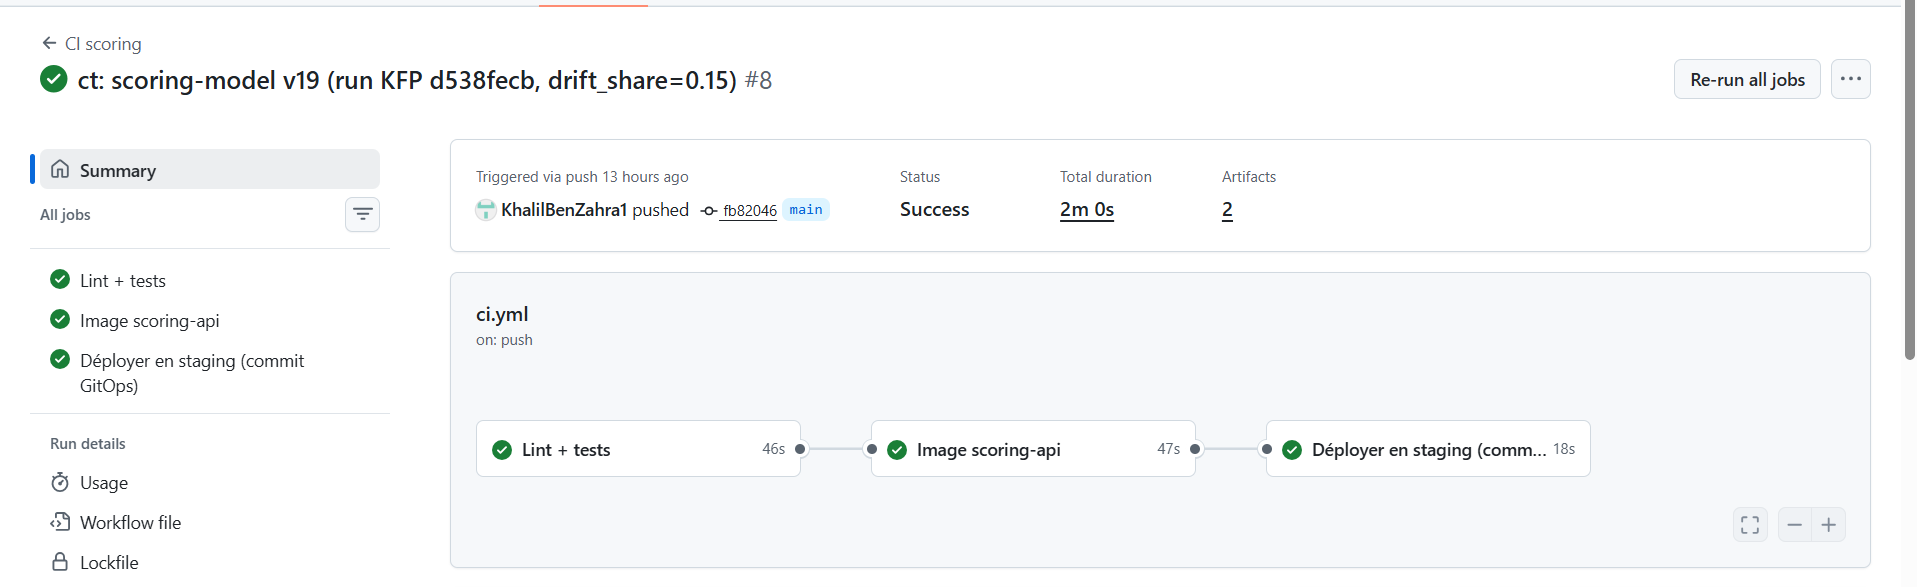 CI scoring
ct: scoring-model v19 (run KFP d538fecb, drift_share=0.15) #8
Re-run all jobs
Summary
All jobs
Lint + tests
Image scoring-api
Déployer en staging (commit
GitOps)
Run details
Usage
Workflow file
Lockfile
Triggered via push 13 hours ago
KhalilBenZahra1 pushed fb82046 main
Status
Success
Total duration
2m 0s
Artifacts
2
ci.yml
on: push
Lint + tests 46s
Image scoring-api 47s
Déployer en staging (comm... 18s